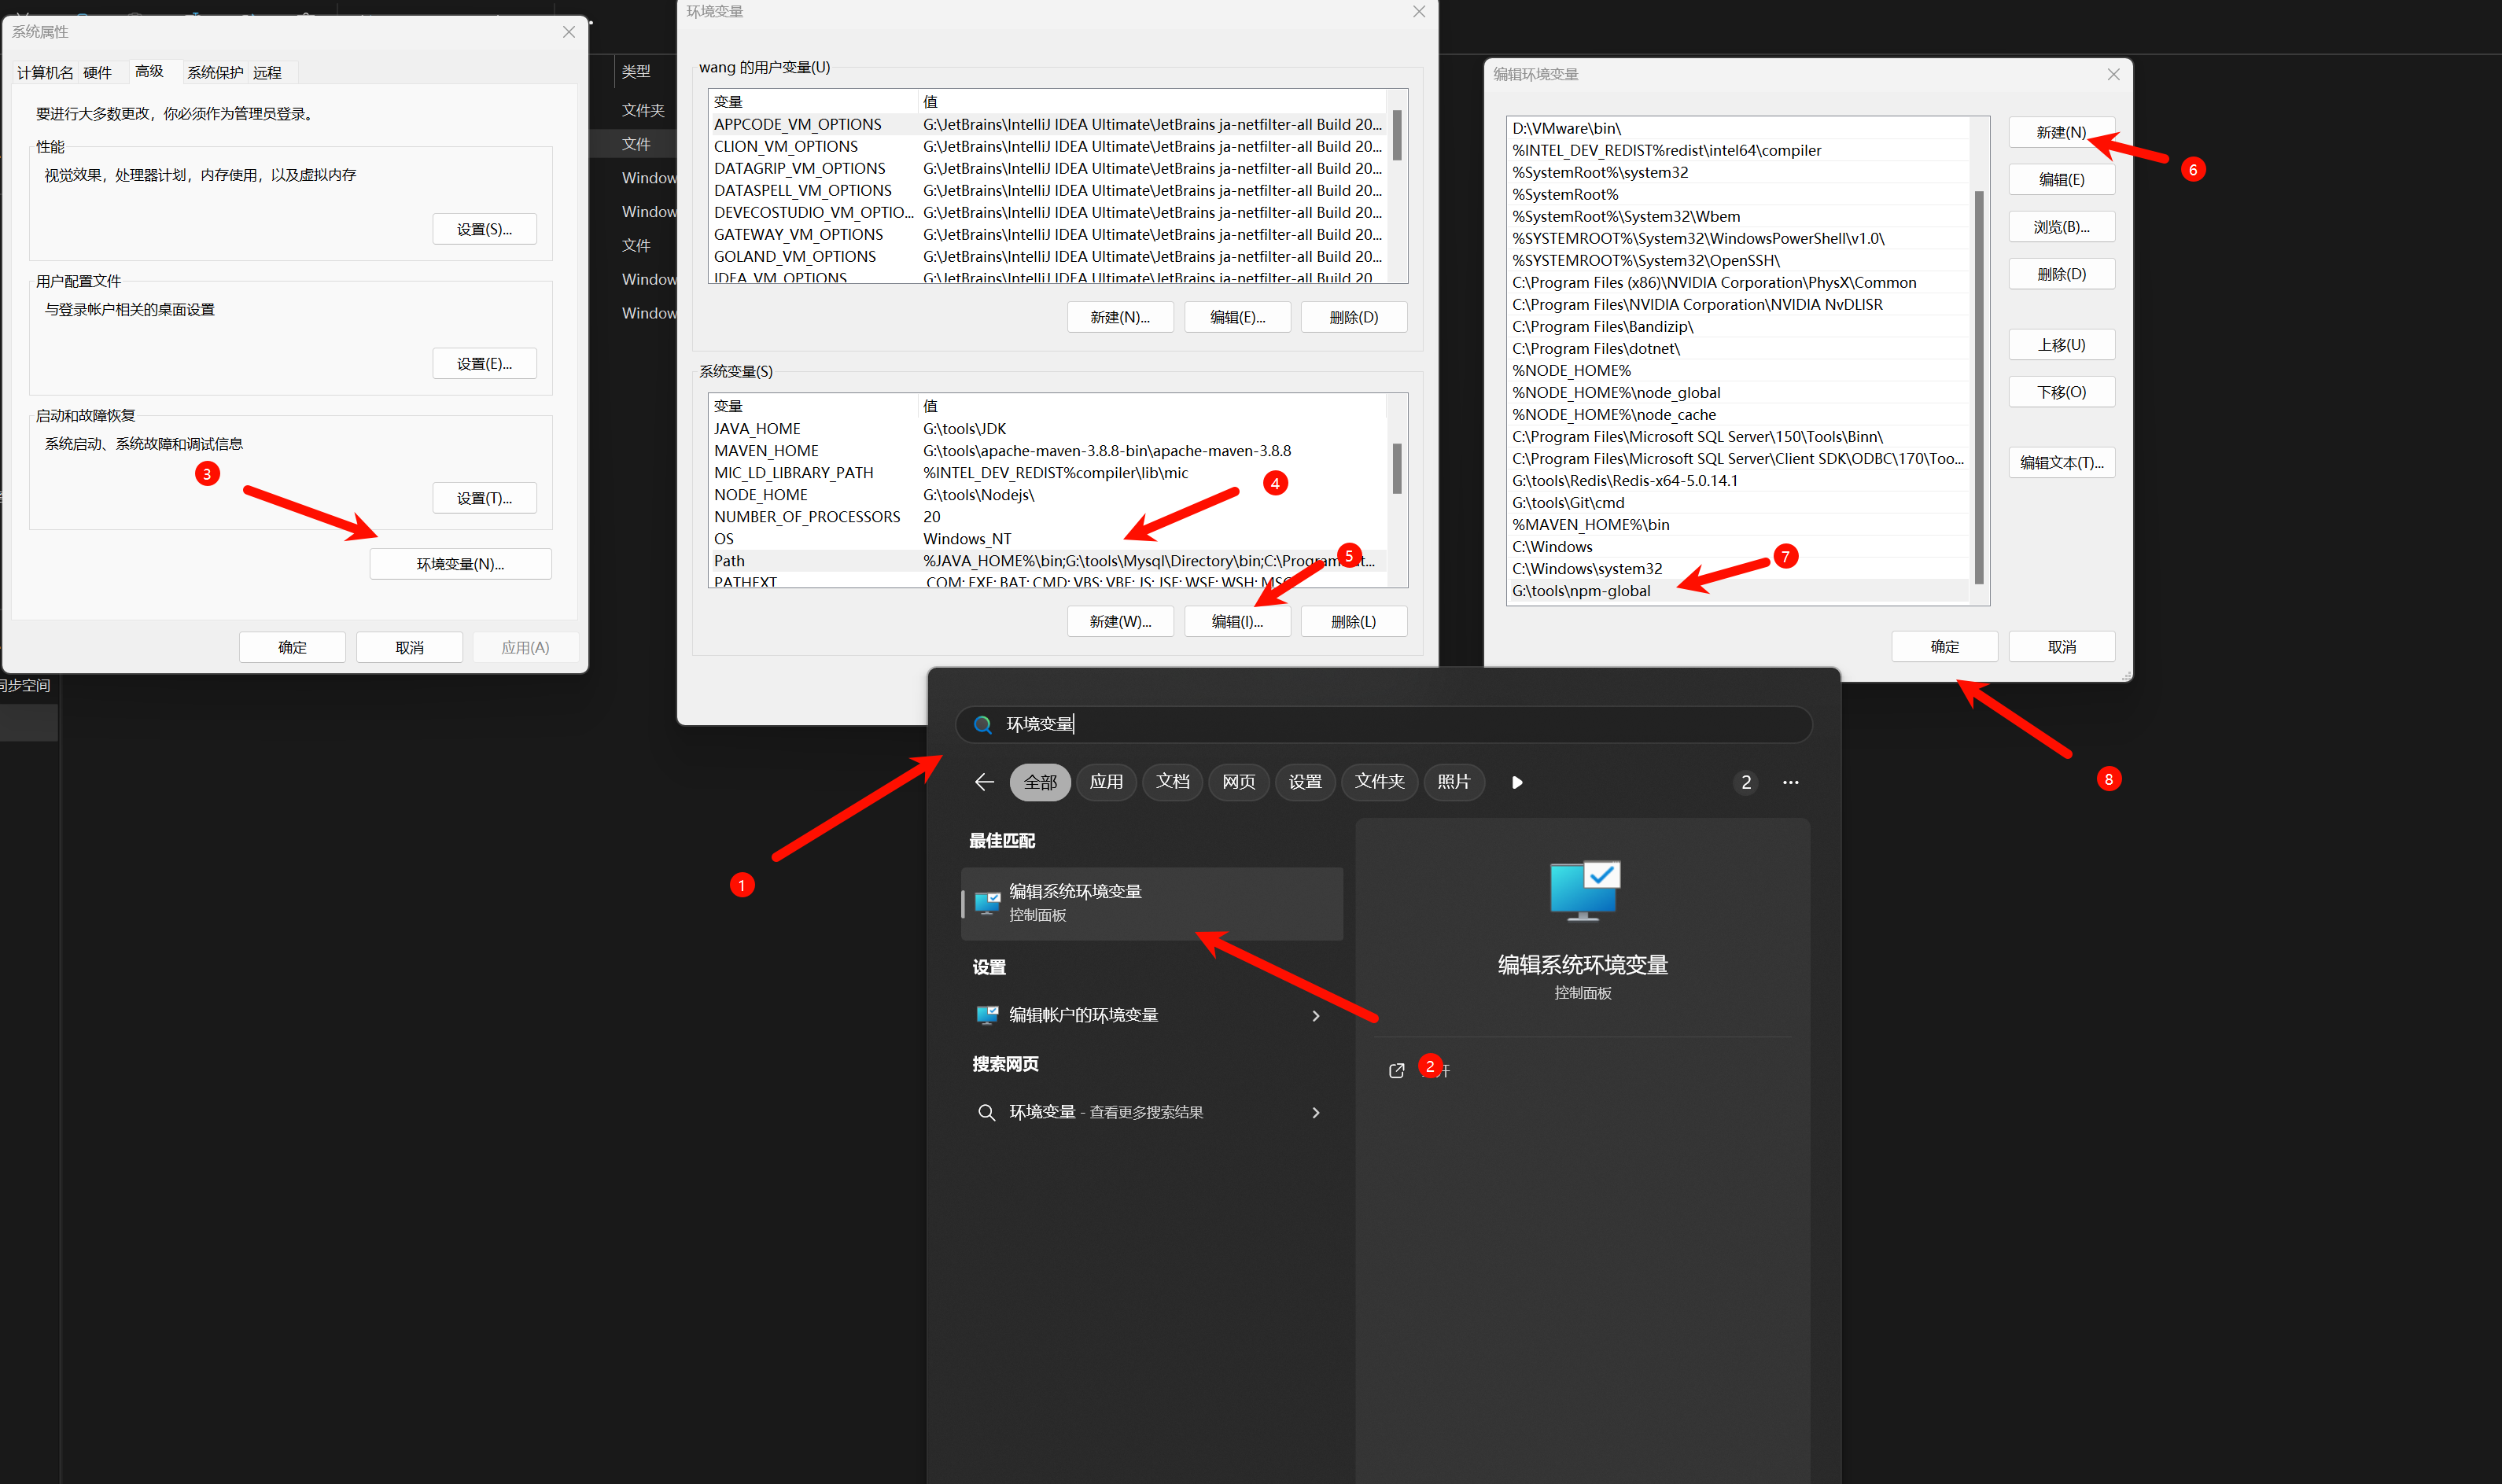 系统属性
计算机名
硬件
高级
系统保护
远程
要进行大多数更改，你必须作为管理员登录。
性能
视觉效果，处理器计划，内存使用，以及虚拟内存
设置(S)...
用户配置文件
与登录帐户相关的桌面设置
设置(E)...
启动和故障恢复
系统启动、系统故障和调试信息
3
设置(T)...
环境变量(N)...
确定
取消
应用(A)
同步空间
类型
文件夹
文件
Window
Window
文件
Window
Window
环境变量
wang 的用户变量(U)
变量 值
APPCODE_VM_OPTIONS G:\JetBrains\IntelliJ IDEA Ultimate\JetBrains ja-netfilter-all Build 20...
CLION_VM_OPTIONS G:\JetBrains\IntelliJ IDEA Ultimate\JetBrains ja-netfilter-all Build 20...
DATAGRIP_VM_OPTIONS G:\JetBrains\IntelliJ IDEA Ultimate\JetBrains ja-netfilter-all Build 20...
DATASPELL_VM_OPTIONS G:\JetBrains\IntelliJ IDEA Ultimate\JetBrains ja-netfilter-all Build 20...
DEVECOSTUDIO_VM_OPTIO... G:\JetBrains\IntelliJ IDEA Ultimate\JetBrains ja-netfilter-all Build 20...
GATEWAY_VM_OPTIONS G:\JetBrains\IntelliJ IDEA Ultimate\JetBrains ja-netfilter-all Build 20...
GOLAND_VM_OPTIONS G:\JetBrains\IntelliJ IDEA Ultimate\JetBrains ja-netfilter-all Build 20...
IDEA_VM_OPTIONS G:\JetBrains\IntelliJ IDEA Ultimate\JetBrains ja-netfilter-all Build 20
新建(N)...
编辑(E)...
删除(D)
系统变量(S)
变量 值
JAVA_HOME G:\tools\JDK
MAVEN_HOME G:\tools\apache-maven-3.8.8-bin\apache-maven-3.8.8
MIC_LD_LIBRARY_PATH %INTEL_DEV_REDIST%compiler\lib\mic
NODE_HOME G:\tools\Nodejs\
NUMBER_OF_PROCESSORS 20
OS Windows_NT
Path %JAVA_HOME%\bin;G:\tools\Mysql\Directory\bin;C:\Program
PATHEXT .COM;.EXE;.BAT;.CMD;.VBS;.VBE;.JS;.JSE;.WSF;.WSH;.MSC
4
5
新建(W)...
编辑(I)...
删除(L)
编辑环境变量
D:\VMware\bin\
%INTEL_DEV_REDIST%redist\intel64\compiler
%SystemRoot%\system32
%SystemRoot%
%SystemRoot%\System32\Wbem
%SYSTEMROOT%\System32\WindowsPowerShell\v1.0\
%SYSTEMROOT%\System32\OpenSSH\
C:\Program Files (x86)\NVIDIA Corporation\PhysX\Common
C:\Program Files\NVIDIA Corporation\NVIDIA NvDLISR
C:\Program Files\Bandizip\
C:\Program Files\dotnet\
%NODE_HOME%
%NODE_HOME%\node_global
%NODE_HOME%\node_cache
C:\Program Files\Microsoft SQL Server\150\Tools\Binn\
C:\Program Files\Microsoft SQL Server\Client SDK\ODBC\170\Too...
G:\tools\Redis\Redis-x64-5.0.14.1
G:\tools\Git\cmd
%MAVEN_HOME%\bin
C:\Windows
C:\Windows\system32
G:\tools\npm-global
新建(N)
编辑(E)
浏览(B)...
删除(D)
上移(U)
下移(O)
编辑文本(T)...
6
7
确定
取消
8
环境变量
全部
应用
文档
网页
设置
文件夹
照片
2
1
最佳匹配
编辑系统环境变量
控制面板
设置
编辑帐户的环境变量
搜索网页
环境变量 - 查看更多搜索结果
编辑系统环境变量
控制面板
2
开